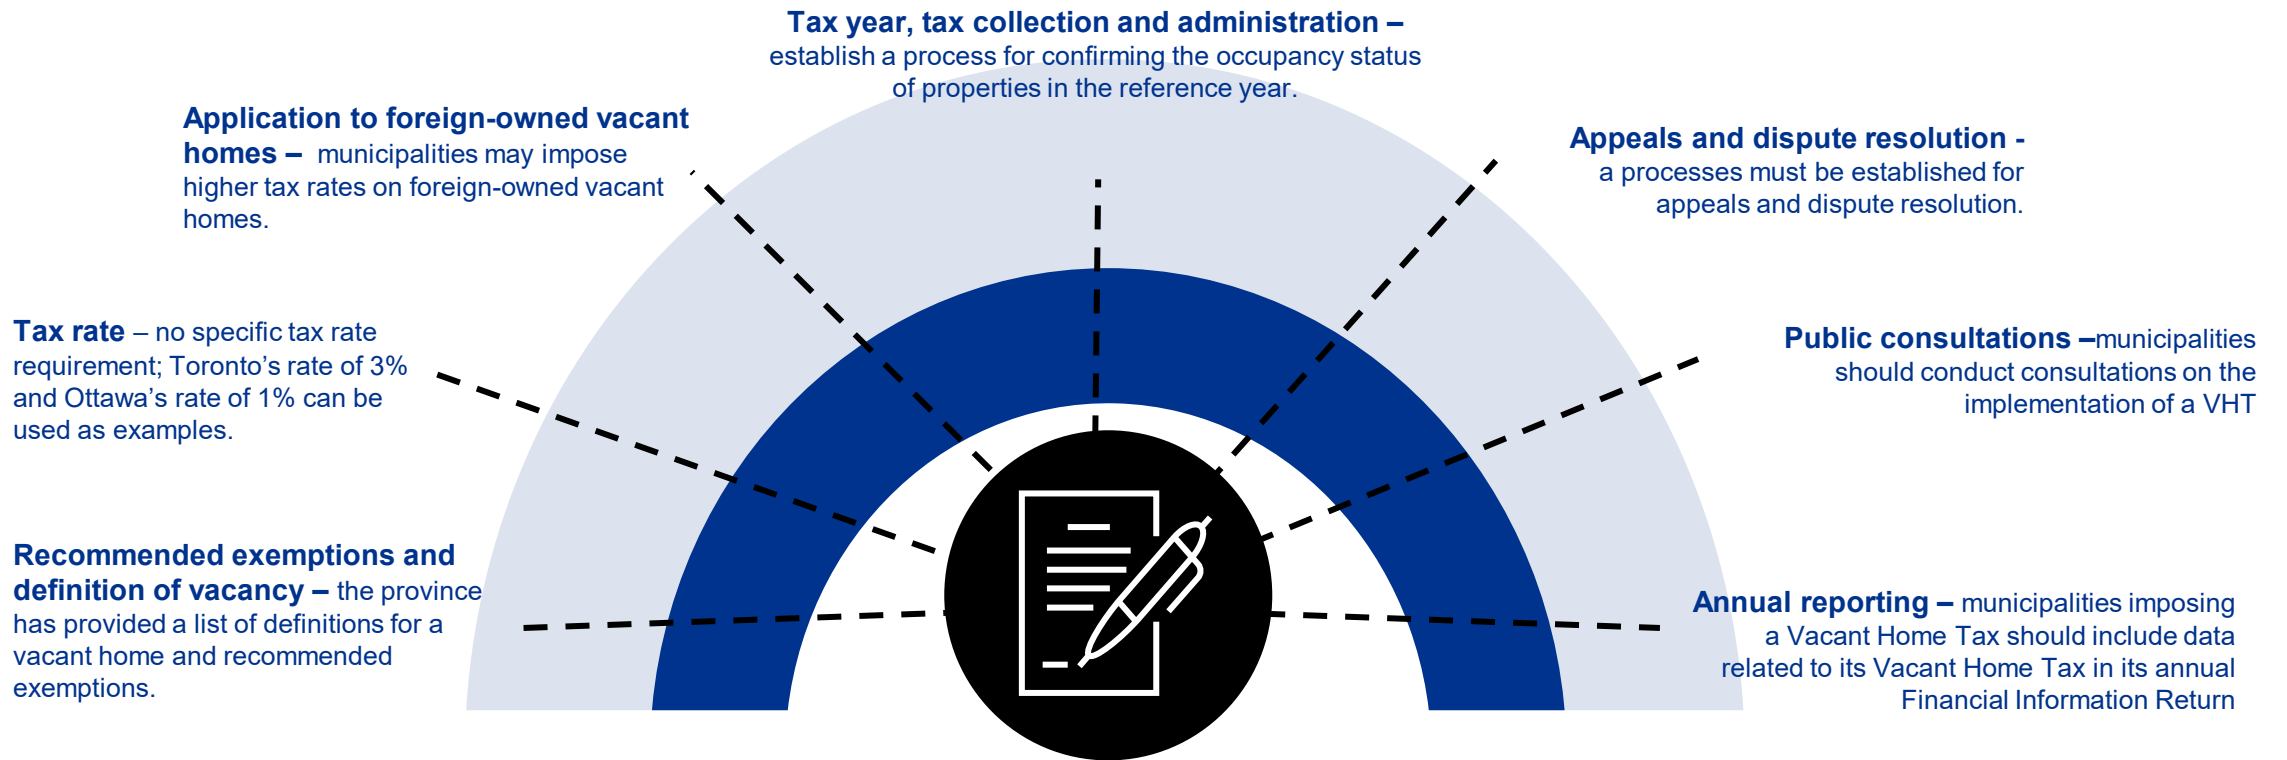 Tax year, tax collection and administration –
establish a process for confirming the occupancy status
of properties in the reference year.
Application to foreign-owned vacant
homes – municipalities may impose
higher tax rates on foreign-owned vacant
homes.
Appeals and dispute resolution -
a processes must be established for
appeals and dispute resolution.
Tax rate – no specific tax rate
requirement; Toronto’s rate of 3%
and Ottawa’s rate of 1% can be
used as examples.
Public consultations –municipalities
should conduct consultations on the
implementation of a VHT
Recommended exemptions and
definition of vacancy – the province
has provided a list of definitions for a
vacant home and recommended
exemptions.
Annual reporting – municipalities imposing
a Vacant Home Tax should include data
related to its Vacant Home Tax in its annual
Financial Information Return